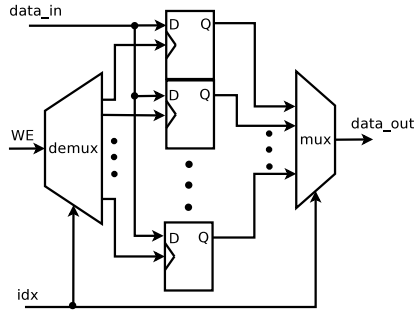 data_in
D Q
D Q
WE
demux
mux
data_out
D Q
idx